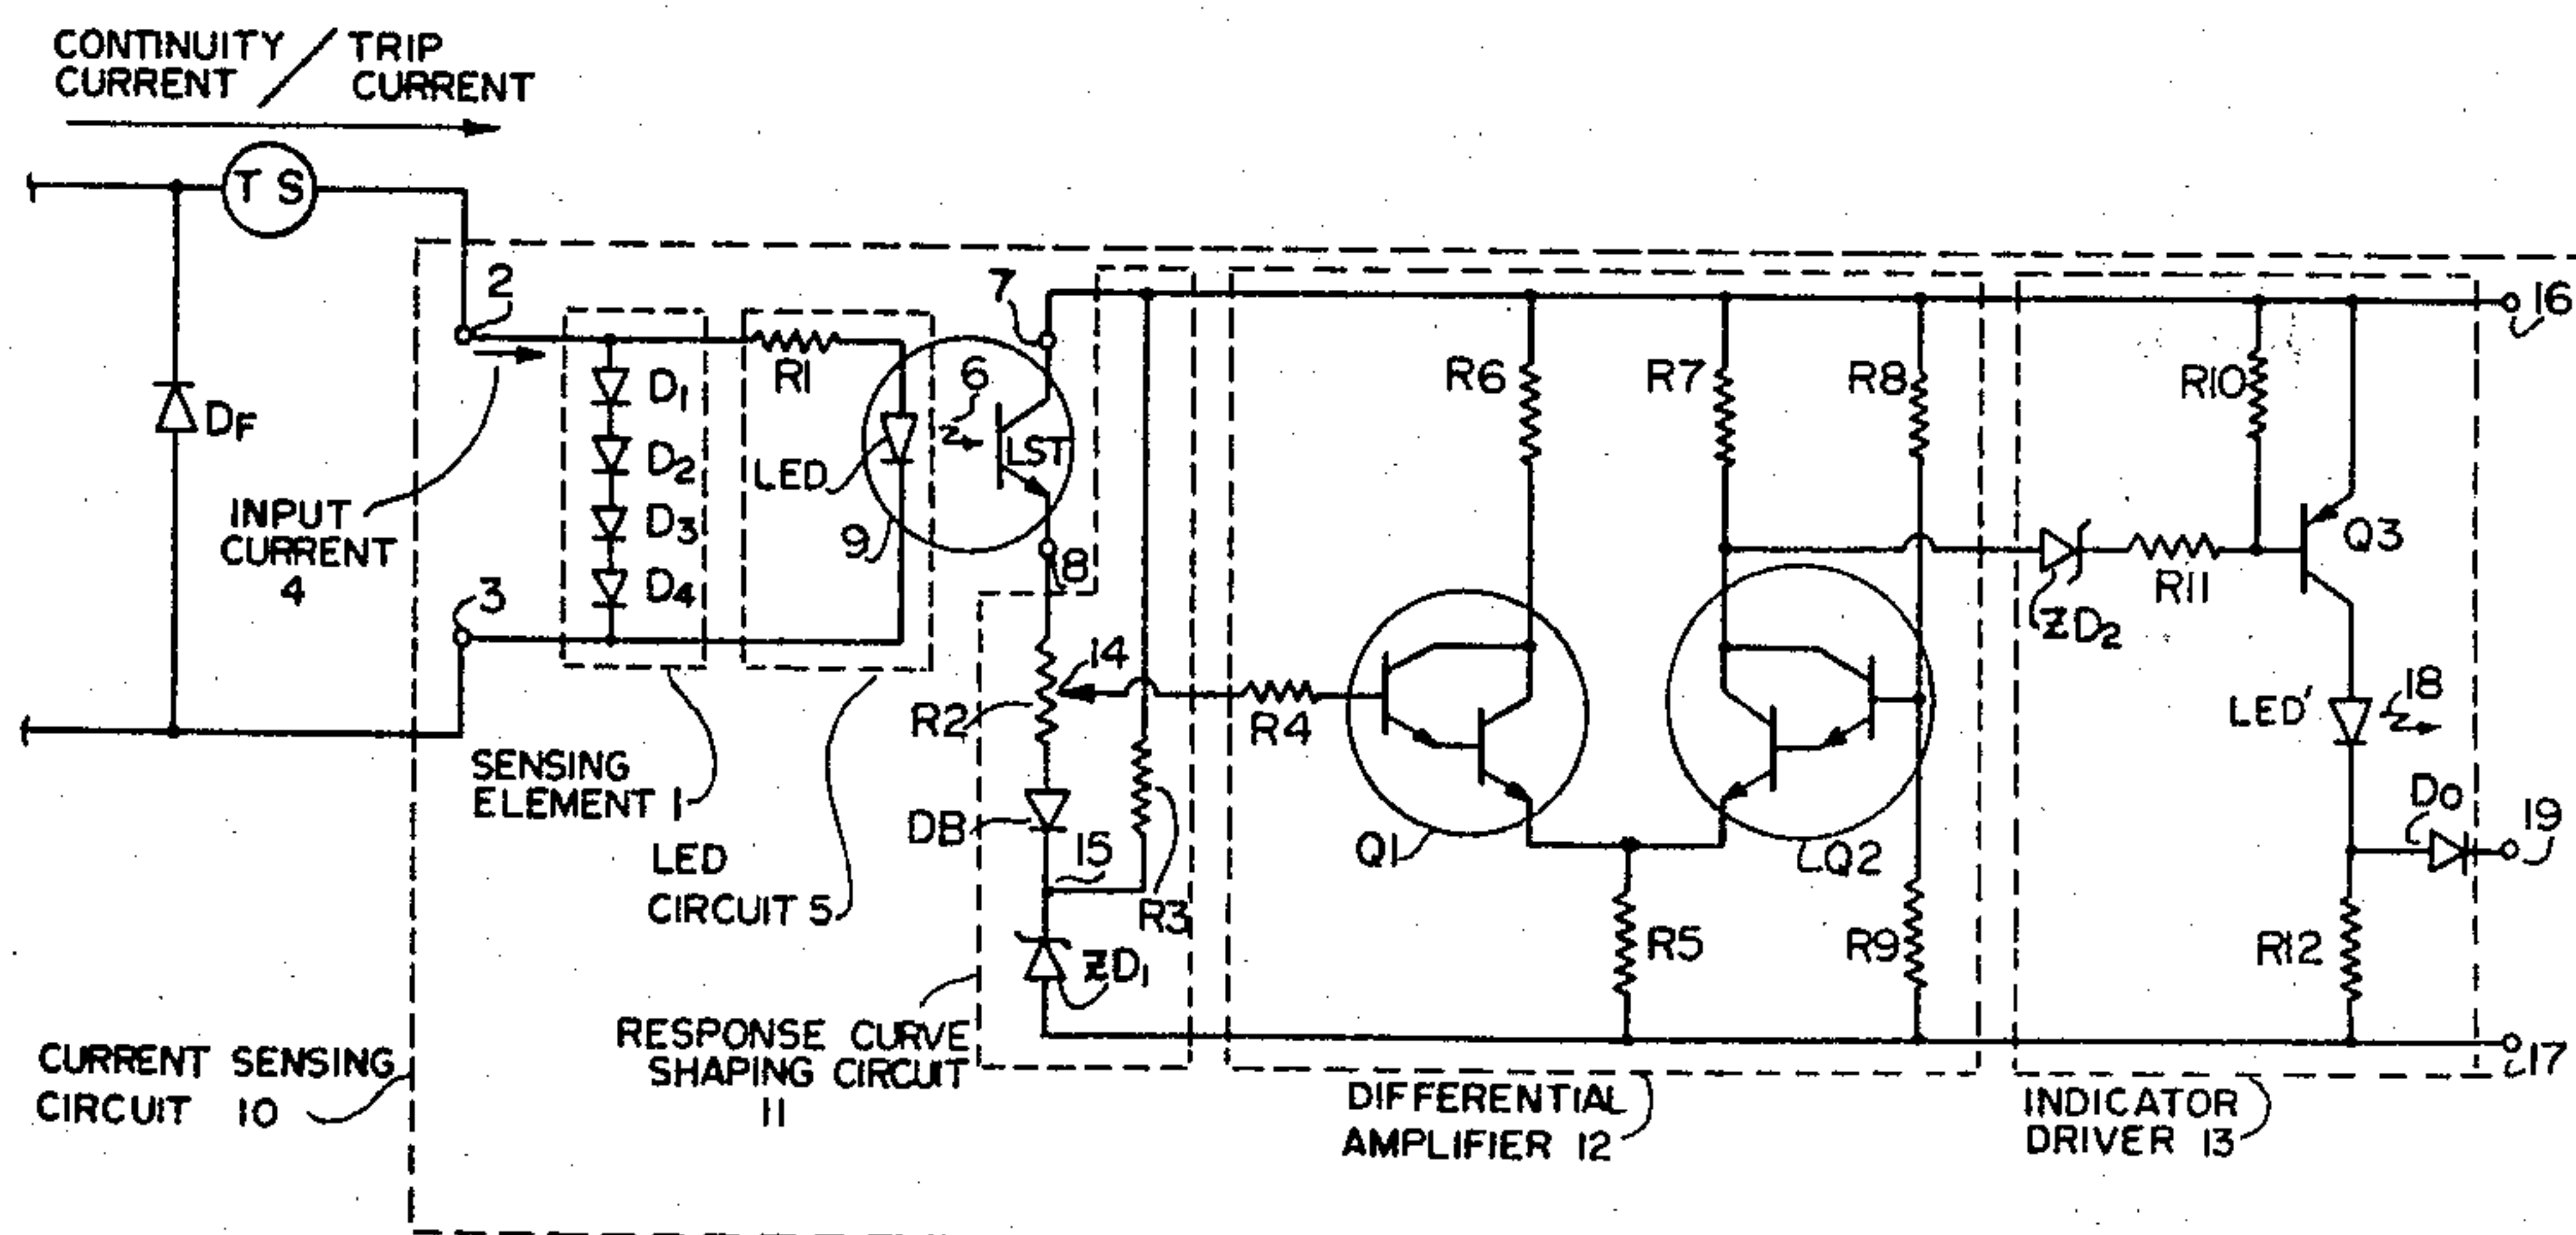 CONTINUITY / TRIP
CURRENT CURRENT
T S
2
7
16
6
R1
D1
R6
R7
R8
R10
DF
D2
LED
LST
INPUT
CURRENT
4
D3
9
8
Q3
R11
ZD2
D4
3
14
18
R2
R4
LED'
SENSING
ELEMENT 1
DB
15
Q1
Q2
D0
19
LED
CIRCUIT 5
R3
R5
R9
R12
ZD1
RESPONSE CURVE
SHAPING CIRCUIT
11
17
CURRENT SENSING
CIRCUIT 10
DIFFERENTIAL
AMPLIFIER 12
INDICATOR
DRIVER 13